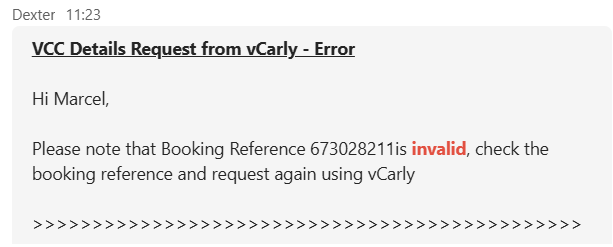 Dexter 11:23
VCC Details Request from vCarly - Error
Hi Marcel,
Please note that Booking Reference 673028211is invalid, check the
booking reference and request again using vCarly
>>>>>>>>>>>>>>>>>>>>>>>>>>>>>>>>>>>>>>>>>>>>>>